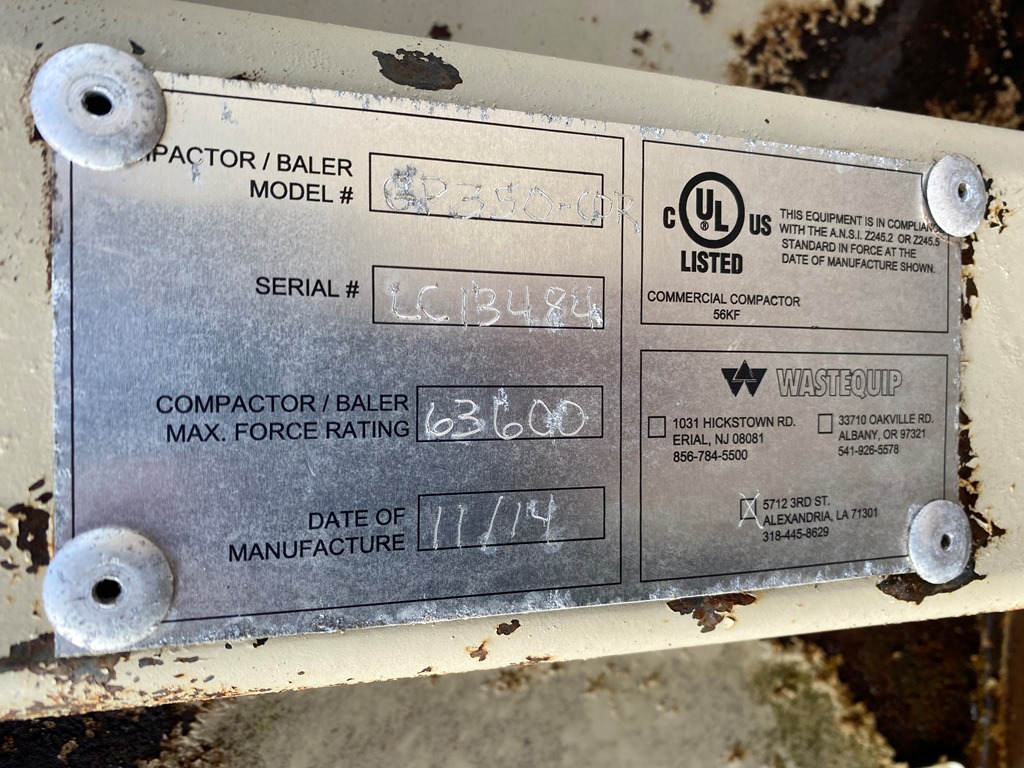 COMPACTOR / BALER
MODEL #
SERIAL # LC13484
COMPACTOR / BALER
MAX. FORCE RATING 63600
DATE OF
MANUFACTURE 11/14
C UL US
®
LISTED
THIS EQUIPMENT IS IN COMPLIANCE
WITH THE A.N.S.I. Z245.2 OR Z245.5
STANDARD IN FORCE AT THE
DATE OF MANUFACTURE SHOWN.
COMMERCIAL COMPACTOR
56KF
WASTEQUIP
1031 HICKSTOWN RD.
ERIAL, NJ 08081
856-784-5500
33710 OAKVILLE RD.
ALBANY, OR 97321
541-926-5578
X 5712 3RD ST.
ALEXANDRIA, LA 71301
318-445-8629